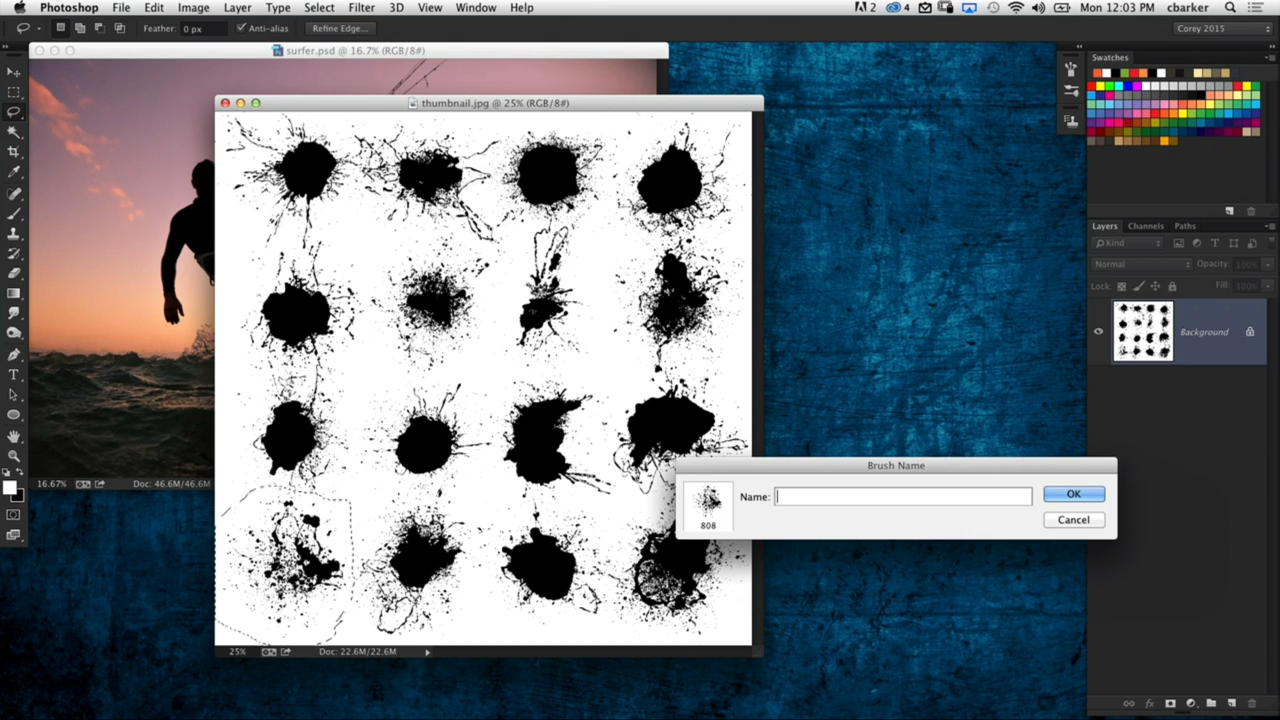 Photoshop File Edit Image Layer Type Select Filter 3D View Window Help 2 4 Mon 12:03 PM cbarker
Feather: 0 px Anti-alias Refine Edge... Corey 2015
surfer.psd @ 16.7% (RGB/8#)
Swatches
thumbnail.jpg @ 25% (RGB/8#)
Layers Channels Paths
Kind
Normal Opacity: 100%
Lock: Fill: 100%
Background
Brush Name
Name: OK
808
Cancel
16.67% Doc: 46.6M/46.6M
25% Doc: 22.6M/22.6M